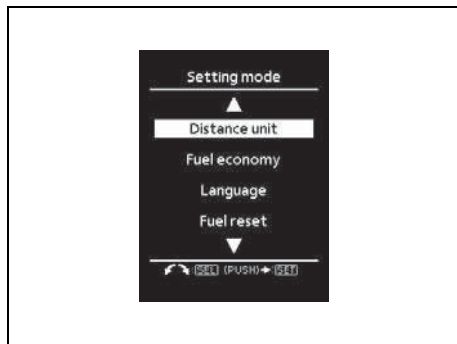 Setting mode
Distance unit
Fuel economy
Language
Fuel reset
SEL (PUSH) SET